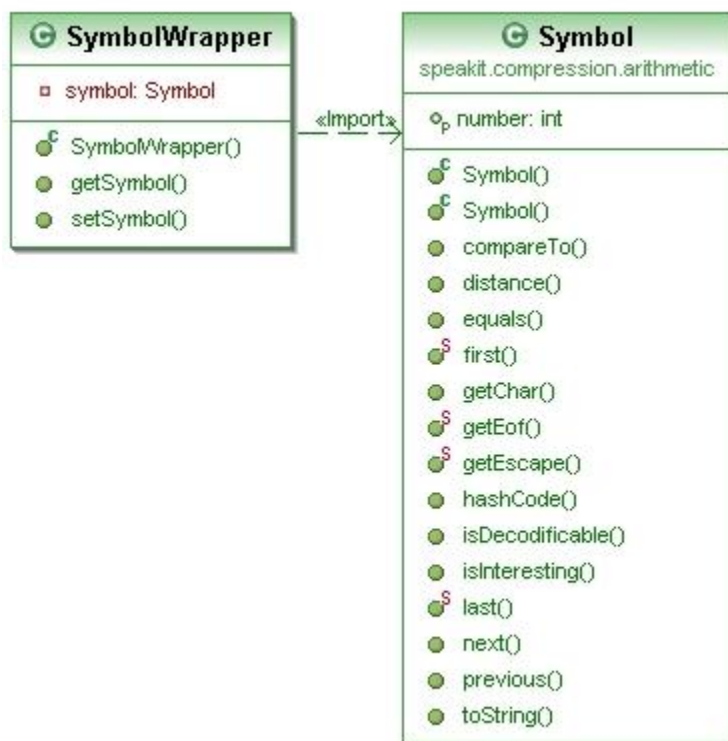 SymbolWrapper
symbol: Symbol
SymbolWrapper()
getSymbol()
setSymbol()
«Import»
Symbol
speakit.compression.arithmetic
number: int
Symbol()
Symbol()
compareTo()
distance()
equals()
first()
getChar()
getEof()
getEscape()
hashCode()
isDecodificable()
isInteresting()
last()
next()
previous()
toString()